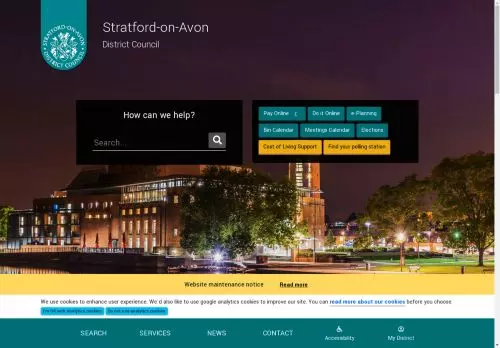 STRATFORD-ON-AVON
DISTRICT COUNCIL
Stratford-on-Avon
District Council
How can we help?
Search...
Pay Online £
Do it Online
e-Planning
Bin Calendar
Meetings Calendar
Elections
Cost of Living Support
Find your polling station
Website maintenance notice Read more
We use cookies to enhance user experience. We'd also like to use google analytics cookies to improve our site. You can read more about our cookies before you choose
I'm OK with analytics cookies
Do not use analytics cookies
SEARCH
SERVICES
NEWS
CONTACT
Accessibility
My District